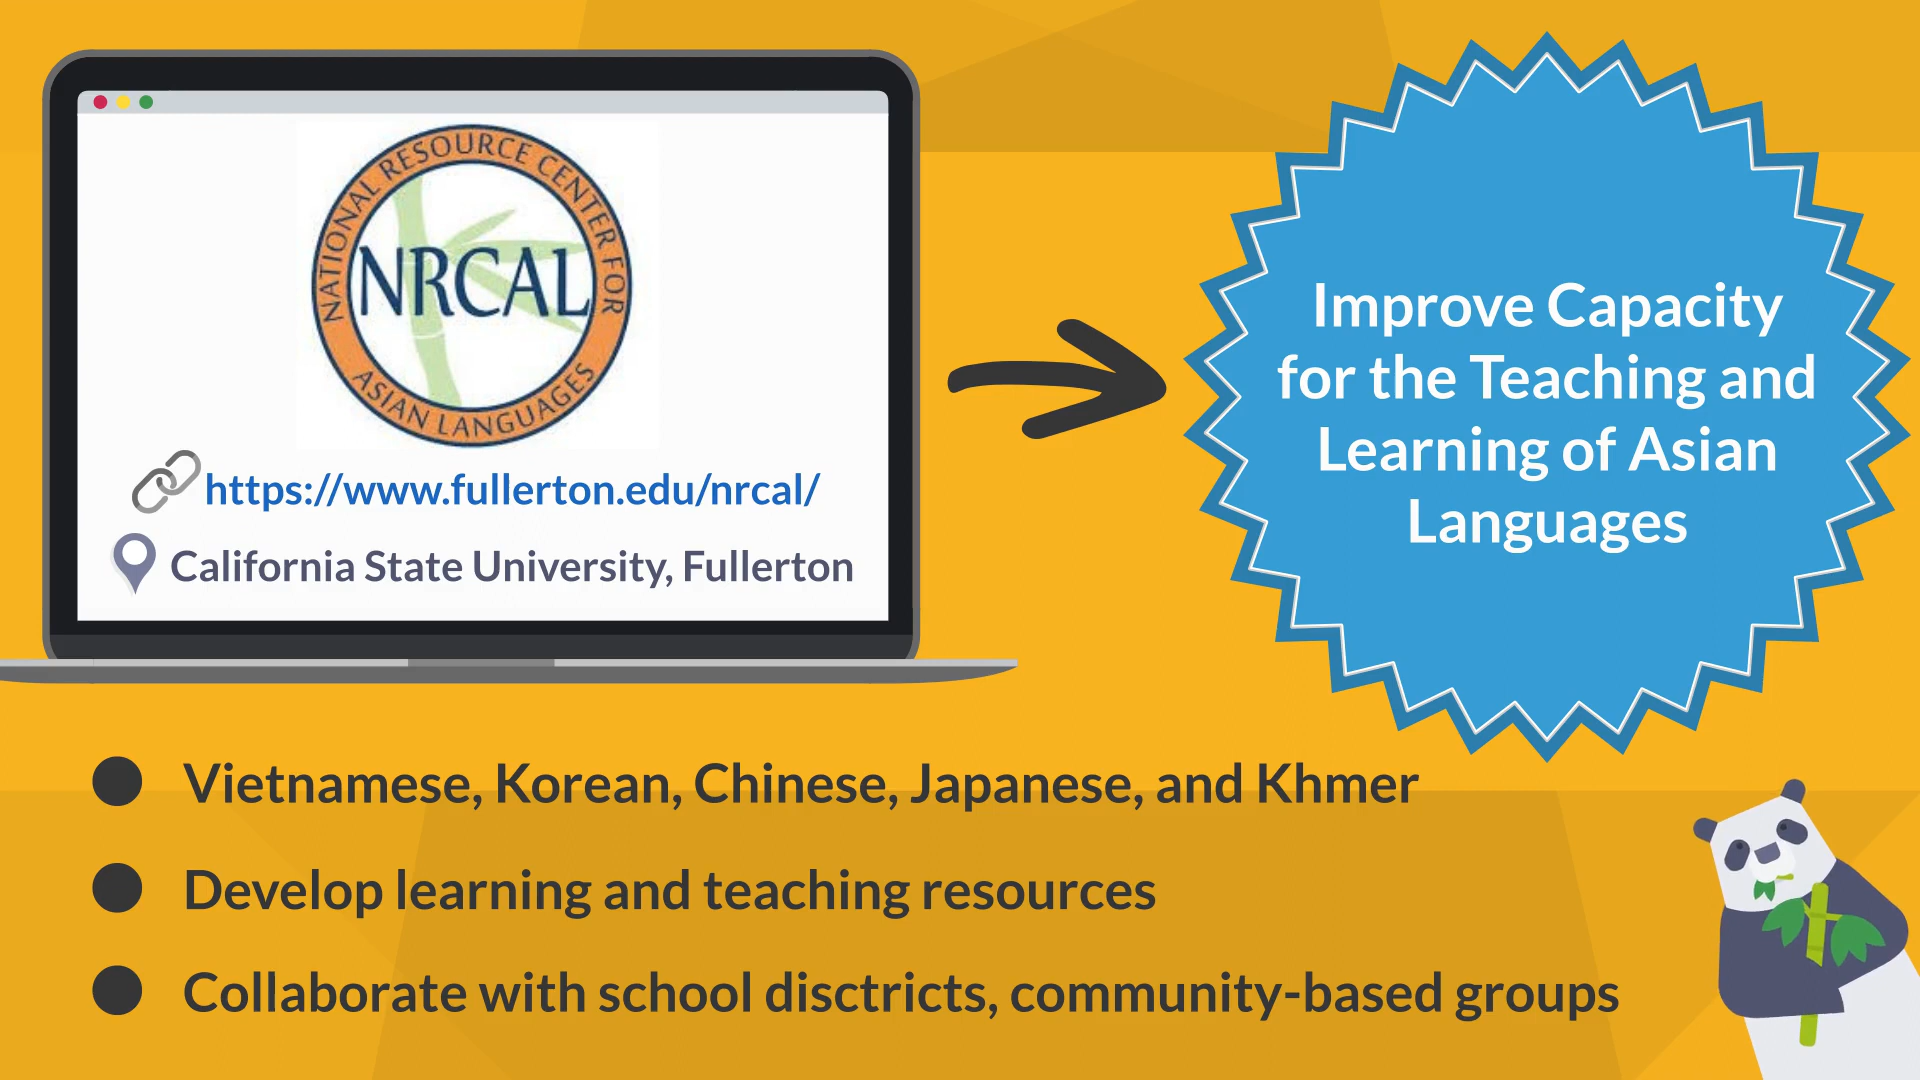 NATIONAL RESOURCE CENTER FOR
NRCAL
ASIAN LANGUAGES
https://www.fullerton.edu/nrcal/
California State University, Fullerton
Improve Capacity
for the Teaching and
Learning of Asian
Languages
Vietnamese, Korean, Chinese, Japanese, and Khmer
Develop learning and teaching resources
Collaborate with school disctricts, community-based groups